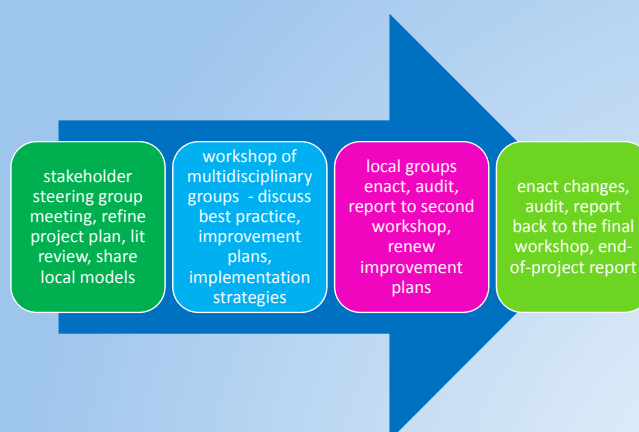 stakeholder
steering group
meeting, refine
project plan, lit
review, share
local models
workshop of
multidisciplinary
groups - discuss
best practice,
improvement
plans,
implementation
strategies
local groups
enact, audit,
report to second
workshop,
renew
improvement
plans
enact changes,
audit, report
back to the final
workshop, end-
of-project report